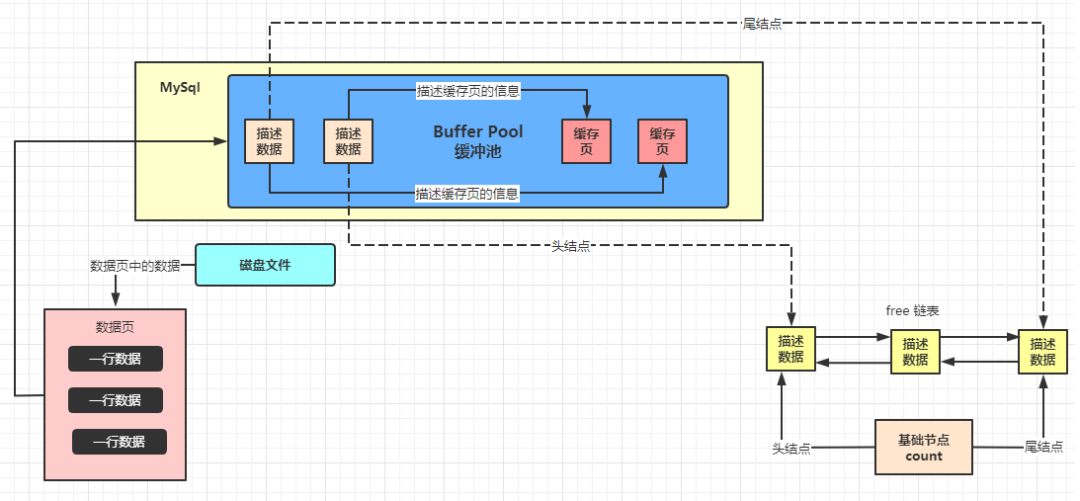 尾结点
MySql
描述缓存页的信息
描述
数据
描述
数据
Buffer Pool
缓冲池
缓存
页
缓存
页
描述缓存页的信息
头结点
数据页中的数据
磁盘文件
数据页
一行数据
一行数据
一行数据
free 链表
描述
数据
描述
数据
描述
数据
头结点
基础节点
count
尾结点